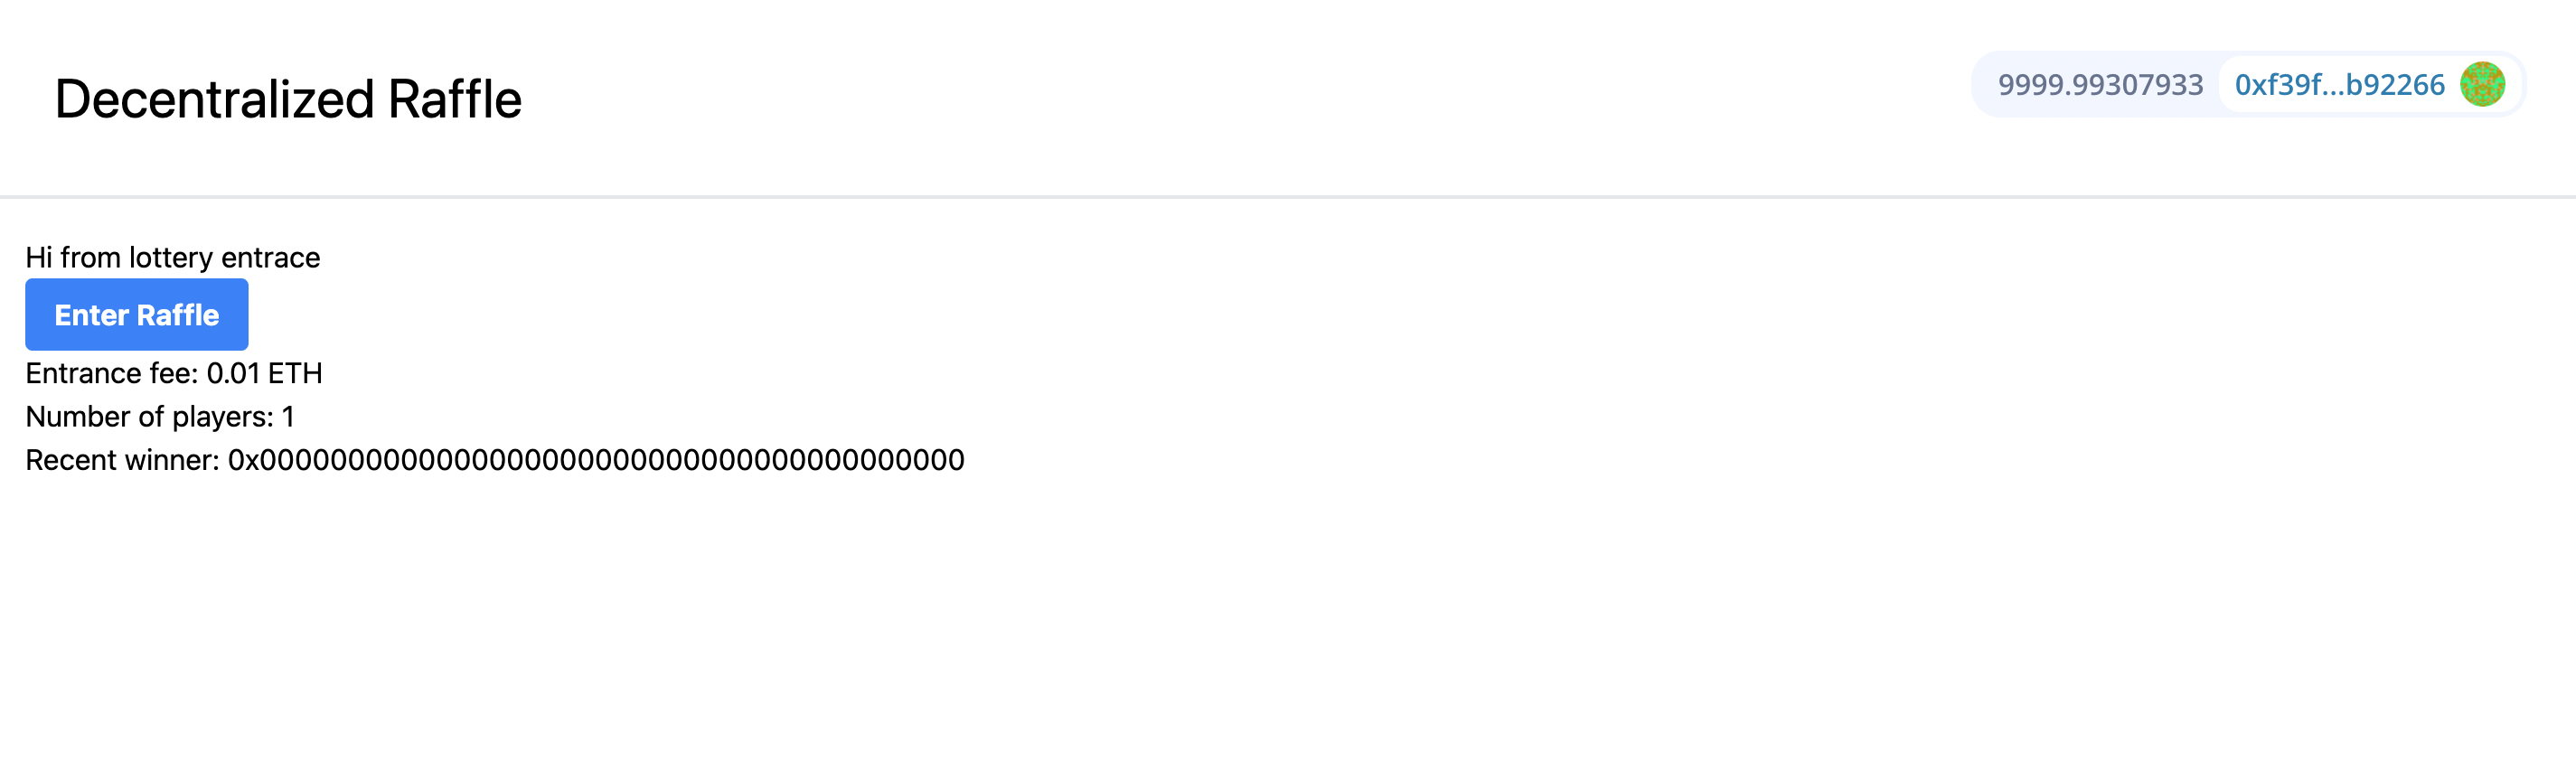 Decentralized Raffle
9999.99307933 0xf39f...b92266
Hi from lottery entrace
Enter Raffle
Entrance fee: 0.01 ETH
Number of players: 1
Recent winner: 0x0000000000000000000000000000000000000000